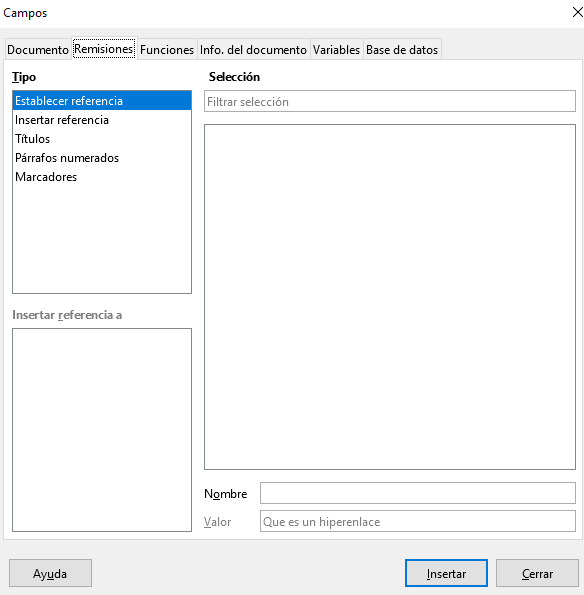 Campos
Documento Remisiones Funciones Info. del documento Variables Base de datos
Tipo
Establecer referencia
Insertar referencia
Títulos
Párrafos numerados
Marcadores
Insertar referencia a
Selección
Filtrar selección
Nombre
Valor Que es un hiperenlace
Ayuda Insertar Cerrar